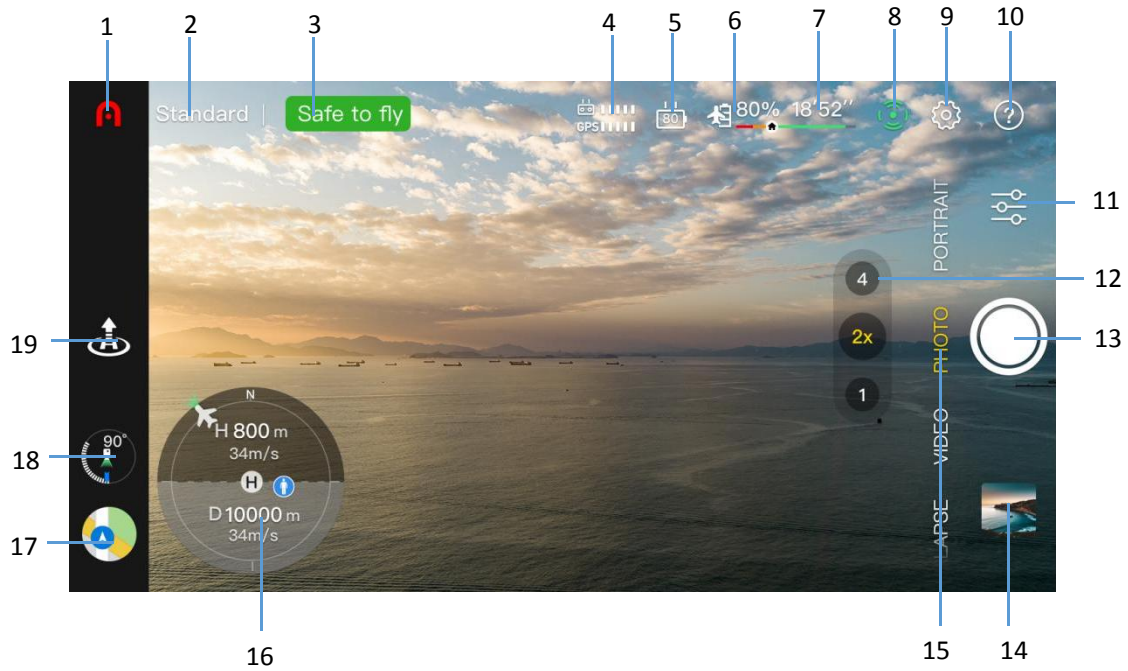 1 2 3 4 5 6 7 8 9 10
Standard | Safe to fly
GPS
80
80% 18'52''
11
PORTRAIT
12
4
2x
1
PHOTO
13
VIDEO
LAPSE
14
15
N
H 800 m
34m/s
H
D 10000 m
34m/s
16
19
90°
18
17